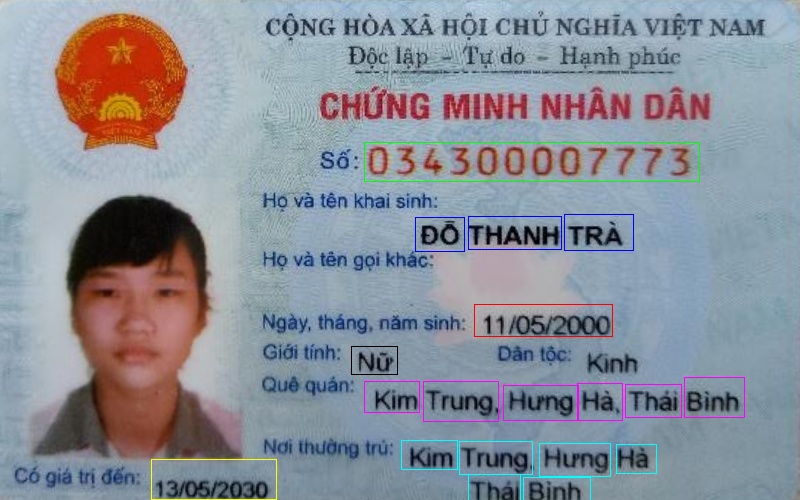 CỘNG HÒA XÃ HỘI CHỦ NGHĨA VIỆT NAM
Độc lập - Tự do - Hạnh phúc
CHỨNG MINH NHÂN DÂN
Số: 034300007773
Họ và tên khai sinh:
ĐỖ THANH TRÀ
Họ và tên gọi khác:
Ngày, tháng, năm sinh: 11/05/2000
Giới tính: Nữ Dân tộc: Kinh
Quê quán: Kim Trung, Hưng Hà, Thái Bình
Nơi thường trú: Kim Trung, Hưng Hà
Có giá trị đến: 13/05/2030
Thái Bình
VIỆT NAM